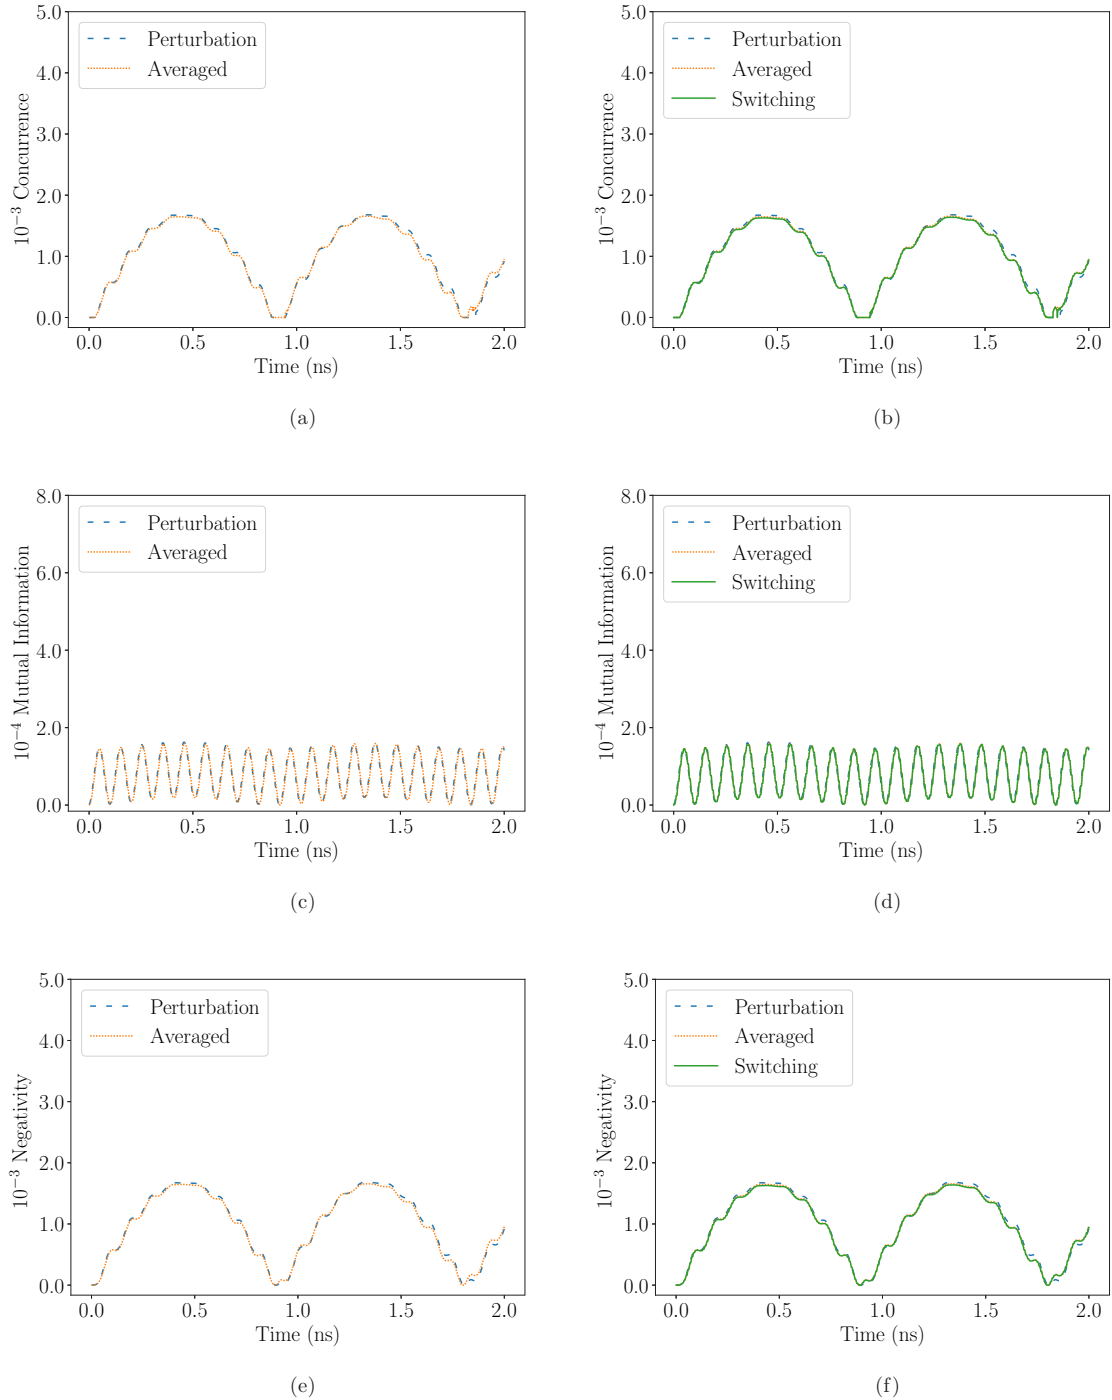 5.0
4.0
3.0
2.0
1.0
0.0
10⁻³ Concurrence
Perturbation
Averaged
0.0 0.5 1.0 1.5 2.0
Time (ns)
(a)
5.0
4.0
3.0
2.0
1.0
0.0
10⁻³ Concurrence
Perturbation
Averaged
Switching
0.0 0.5 1.0 1.5 2.0
Time (ns)
(b)
8.0
6.0
4.0
2.0
0.0
10⁻⁴ Mutual Information
Perturbation
Averaged
0.0 0.5 1.0 1.5 2.0
Time (ns)
(c)
8.0
6.0
4.0
2.0
0.0
10⁻⁴ Mutual Information
Perturbation
Averaged
Switching
0.0 0.5 1.0 1.5 2.0
Time (ns)
(d)
5.0
4.0
3.0
2.0
1.0
0.0
10⁻³ Negativity
Perturbation
Averaged
0.0 0.5 1.0 1.5 2.0
Time (ns)
(e)
5.0
4.0
3.0
2.0
1.0
0.0
10⁻³ Negativity
Perturbation
Averaged
Switching
0.0 0.5 1.0 1.5 2.0
Time (ns)
(f)